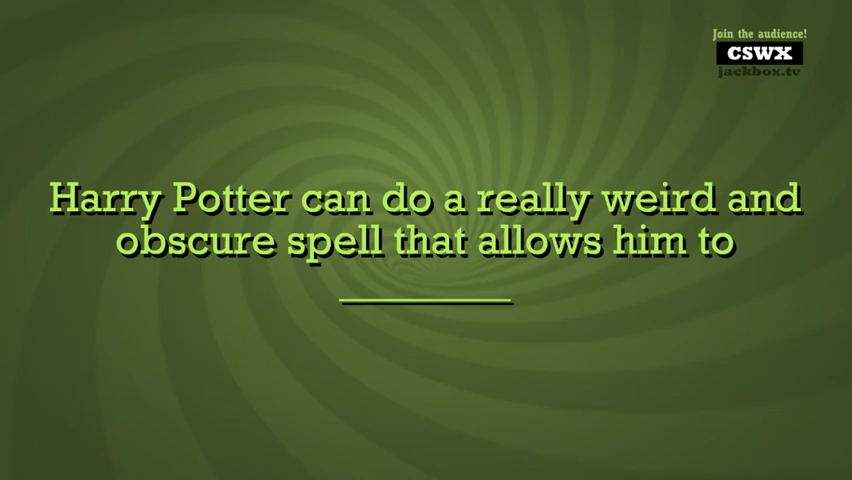 Join the audience!
CSWX
jackbox.tv
Harry Potter can do a really weird and
obscure spell that allows him to